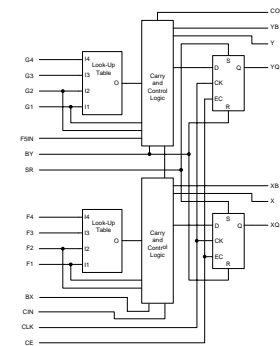 CO
YB
Y
G4
I4
Look-Up
Table
G3
I3
G2
I2
G1
I1
O
Carry
and
Control
Logic
S
D
Q
YQ
CK
EC
R
F5IN
BY
SR
XB
X
F4
I4
Look-Up
Table
F3
I3
F2
I2
F1
I1
O
Carry
and
Control
Logic
S
D
Q
XQ
CK
EC
R
BX
CIN
CLK
CE